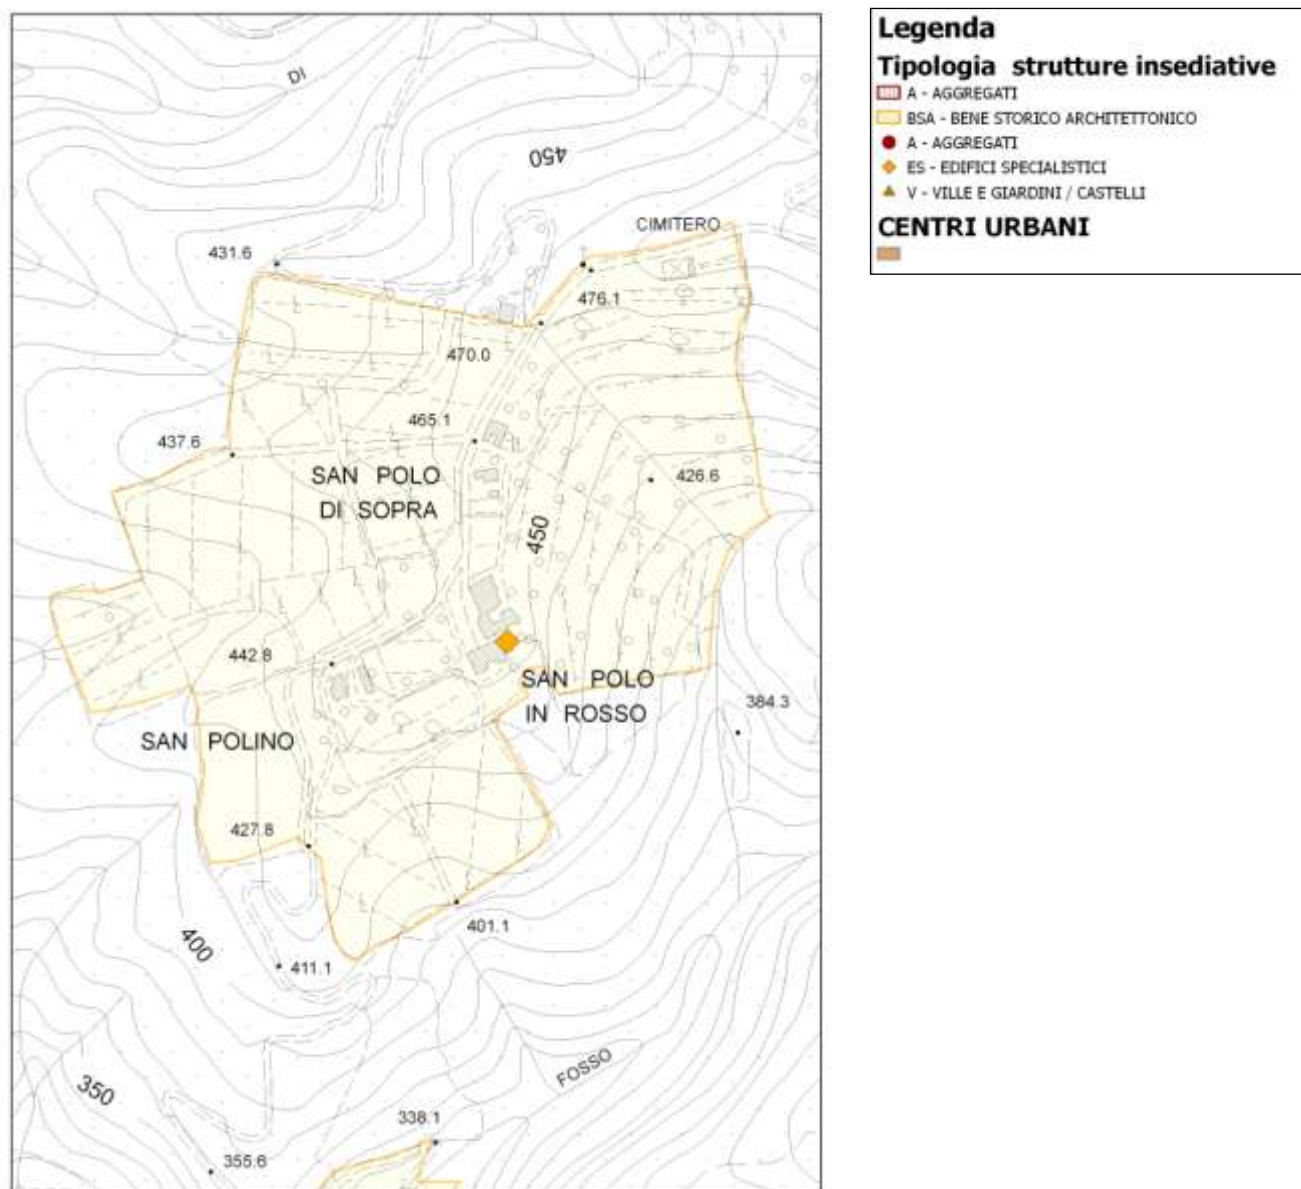 DI
450
CIMITERO
431.6
476.1
470.0
465.1
437.6
SAN POLO
DI SOPRA
426.6
450
442.8
SAN POLO
IN ROSSO
384.3
SAN POLINO
427.8
401.1
400
411.1
FOSSO
350
338.1
355.6
Legenda
Tipologia strutture insediative
A - AGGREGATI
BSA - BENE STORICO ARCHITETTONICO
A - AGGREGATI
ES - EDIFICI SPECIALISTICI
V - VILLE E GIARDINI / CASTELLI
CENTRI URBANI